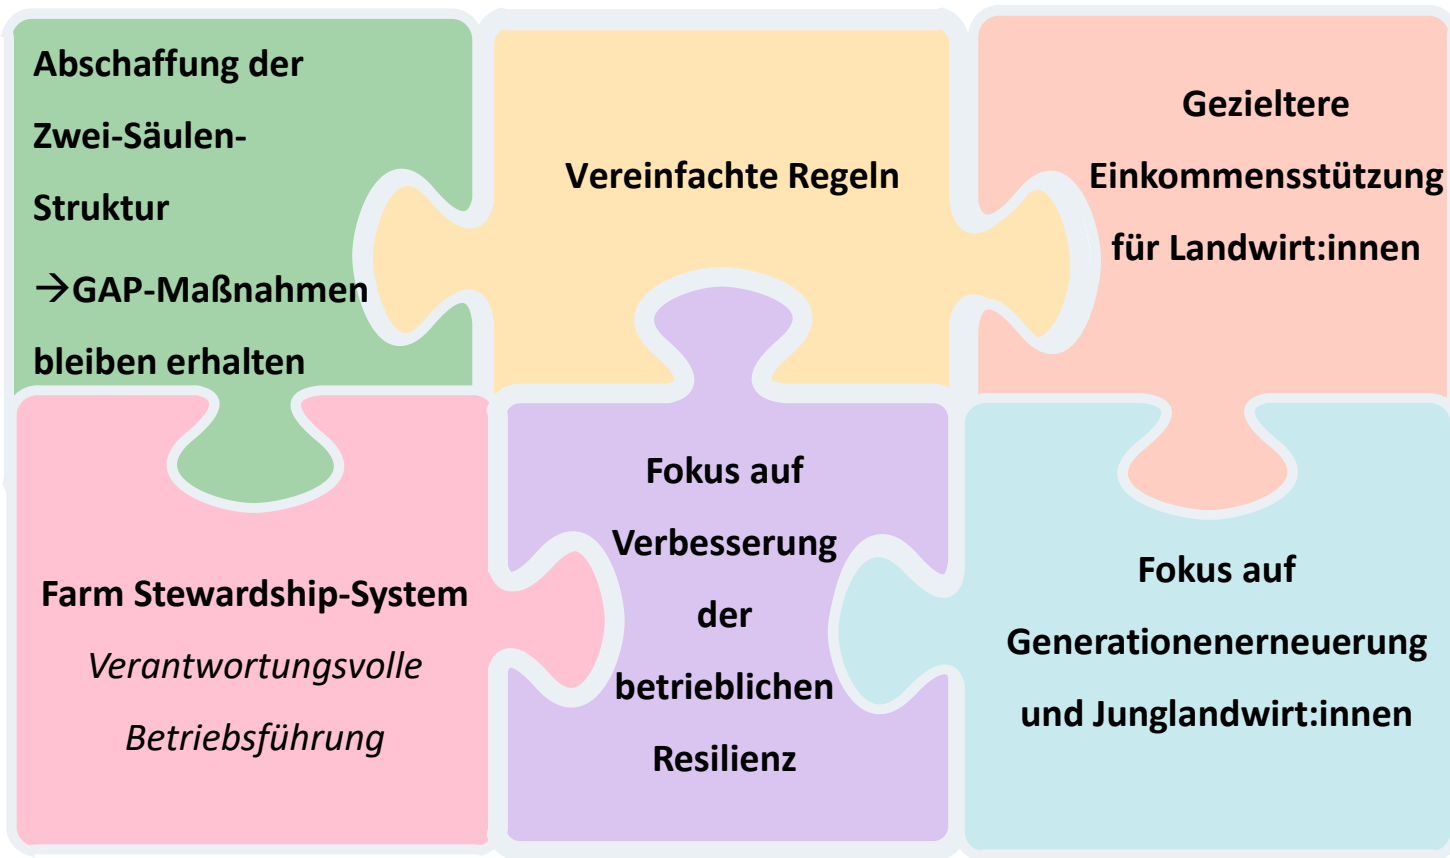 Abschaffung der
Zwei-Säulen-
Struktur
→GAP-Maßnahmen
bleiben erhalten
Vereinfachte Regeln
Gezieltere
Einkommensstützung
für Landwirt:innen
Farm Stewardship-System
Verantwortungsvolle
Betriebsführung
Fokus auf
Verbesserung
der
betrieblichen
Resilienz
Fokus auf
Generationenerneuerung
und Junglandwirt:innen